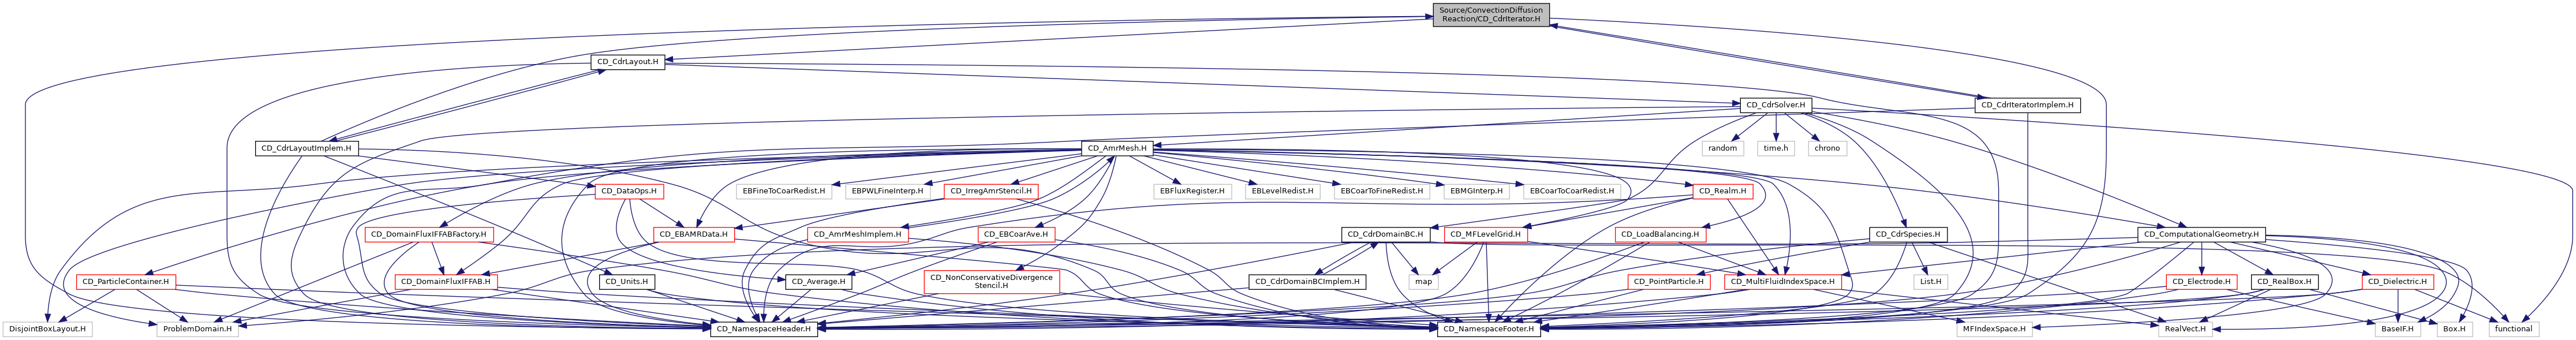 Source/ConvectionDiffusion
Reaction/CD_CdrIterator.H
CD_CdrLayout.H
CD_CdrSolver.H
CD_CdrIteratorImplem.H
CD_CdrLayoutImplem.H
CD_AmrMesh.H
random
time.h
chrono
CD_DataOps.H
EBFineToCoarRedist.H
EBPWLFineInterp.H
CD_IrregAmrStencil.H
EBFluxRegister.H
EBLevelRedist.H
EBCoarToFineRedist.H
EBMGInterp.H
EBCoarToCoarRedist.H
CD_Realm.H
CD_DomainFluxIFFABFactory.H
CD_EBAMRData.H
CD_AmrMeshImplem.H
CD_EBCoarAve.H
CD_CdrDomainBC.H
CD_MFLevelGrid.H
CD_LoadBalancing.H
CD_CdrSpecies.H
CD_ComputationalGeometry.H
CD_ParticleContainer.H
CD_DomainFluxIFFAB.H
CD_Units.H
CD_Average.H
CD_NonConservativeDivergence
Stencil.H
CD_CdrDomainBCImplem.H
map
CD_PointParticle.H
CD_MultiFluidIndexSpace.H
List.H
CD_Electrode.H
CD_RealBox.H
CD_Dielectric.H
DisjointBoxLayout.H
ProblemDomain.H
CD_NamespaceHeader.H
CD_NamespaceFooter.H
MFIndexSpace.H
RealVect.H
BaseIF.H
Box.H
functional